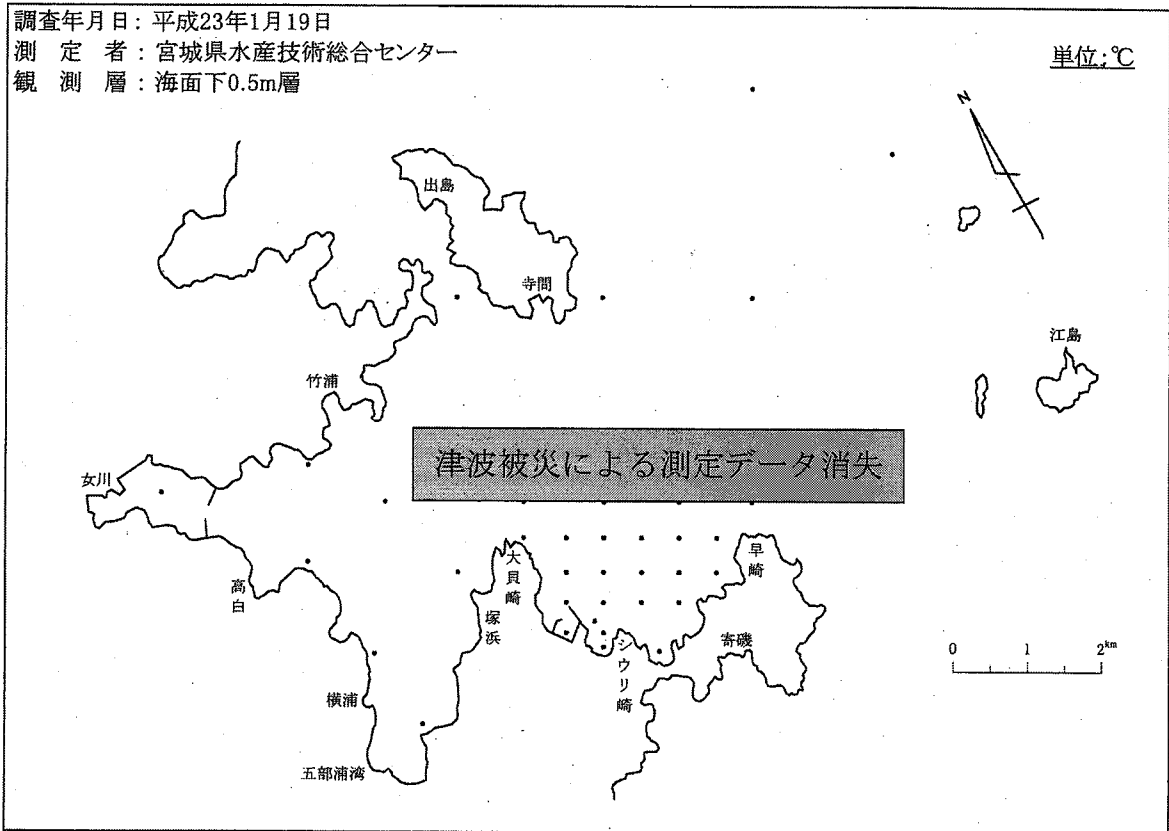 調査年月日：平成23年1月19日
測　定　者：宮城県水産技術総合センター
観　測　層：海面下0.5m層
単位;℃
N
出島
寺間
江島
竹浦
津波被災による測定データ消失
女川
高白
大貝崎
早崎
塚浜
シウリ崎
寄磯
横浦
五部浦湾
0 1 2km